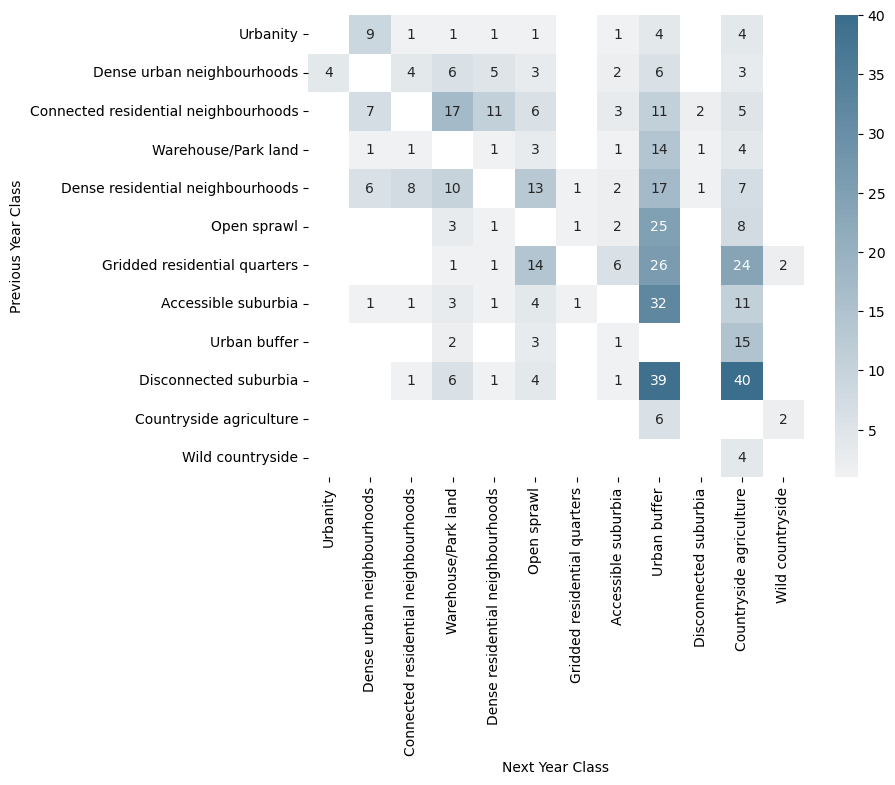 Urbanity 9 1 1 1 1 1 4 4
Dense urban neighbourhoods 4 4 6 5 3 2 6 3
Connected residential neighbourhoods 7 17 11 6 3 11 2 5
Warehouse/Park land 1 1 1 3 1 14 1 4
Dense residential neighbourhoods 6 8 10 13 1 2 17 1 7
Open sprawl 3 1 1 2 25 8
Gridded residential quarters 1 1 14 6 26 24 2
Accessible suburbia 1 1 3 1 4 1 32 11
Urban buffer 2 3 1 15
Disconnected suburbia 1 6 1 4 1 39 40
Countryside agriculture 6 2
Wild countryside 4
Previous Year Class
Urbanity
Dense urban neighbourhoods
Connected residential neighbourhoods
Warehouse/Park land
Dense residential neighbourhoods
Open sprawl
Gridded residential quarters
Accessible suburbia
Urban buffer
Disconnected suburbia
Countryside agriculture
Wild countryside
Next Year Class
40
35
30
25
20
15
10
5